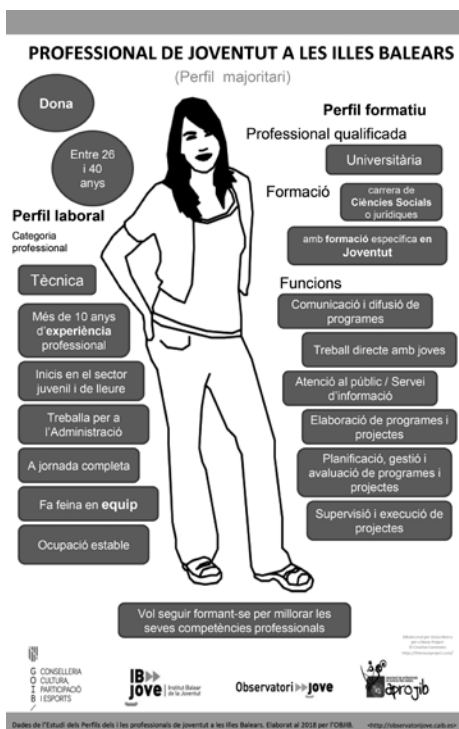 PROFESSIONAL DE JOVENTUT A LES ILLES BALEARS
(Perfil majoritari)
Dona
Entre 26
i 40
anys
Perfil laboral
Categoria
professional
Tècnica
Més de 10 anys
d'experiència
professional
Inicis en el sector
juvenil i de lleure
Treballa per a
l'Administració
A jornada completa
Fa feina en equip
Ocupació estable
Perfil formatiu
Professional qualificada
Universitària
Formació
carrera de
Ciències Socials
o jurídiques
amb formació específica en
Joventut
Funcions
Comunicació i difusió de
programes
Treball directe amb joves
Atenció al públic / Servei
d'informació
Elaboració de programes i
projectes
Planificació, gestió i
avaluació de programes i
projectes
Supervisió i execució de
projectes
Vol seguir formant-se per millorar les
seves competències professionals
G CONSELLERIA
O CULTURA,
I PARTICIPACIÓ
B I ESPORTS
IB
jove
Institut Balear
de la Joventut
Observatori jove
aprojib
Dades de l'Estudi dels Perfils dels i les professionals de joventut a les Illes Balears. Elaborat al 2018 per l'OBJIB. <http://observatorijove.caib.es>